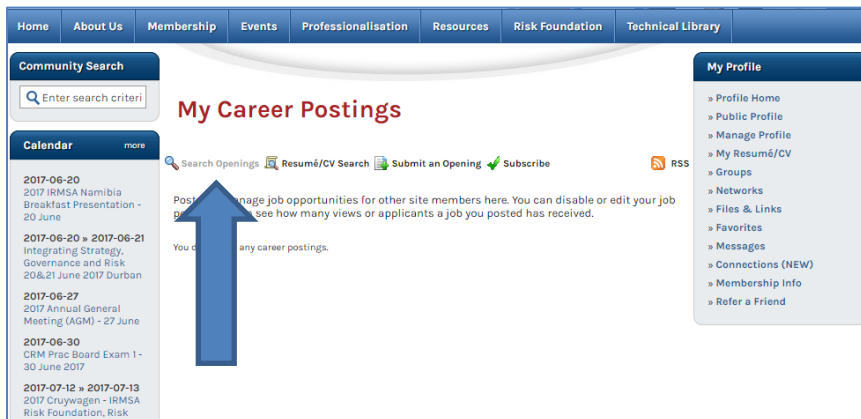 Home About Us Membership Events Professionalisation Resources Risk Foundation Technical Library
Community Search
Enter search criteri
Calendar more
2017-06-20
2017 IRMSA Namibia
Breakfast Presentation -
20 June
2017-06-20 » 2017-06-21
Integrating Strategy,
Governance and Risk
20&21 June 2017 Durban
2017-06-27
2017 Annual General
Meeting (AGM) - 27 June
2017-06-30
CRM Prac Board Exam 1 -
30 June 2017
2017-07-12 » 2017-07-13
2017 Cruywagen - IRMSA
Risk Foundation, Risk
My Career Postings
Search Openings Resumé/CV Search Submit an Opening Subscribe RSS
job opportunities for other site members here. You can disable or edit your job
see how many views or applicants a job you posted has received.
You any career postings.
My Profile
» Profile Home
» Public Profile
» Manage Profile
» My Resumé/CV
» Groups
» Networks
» Files & Links
» Favorites
» Messages
» Connections (NEW)
» Membership Info
» Refer a Friend